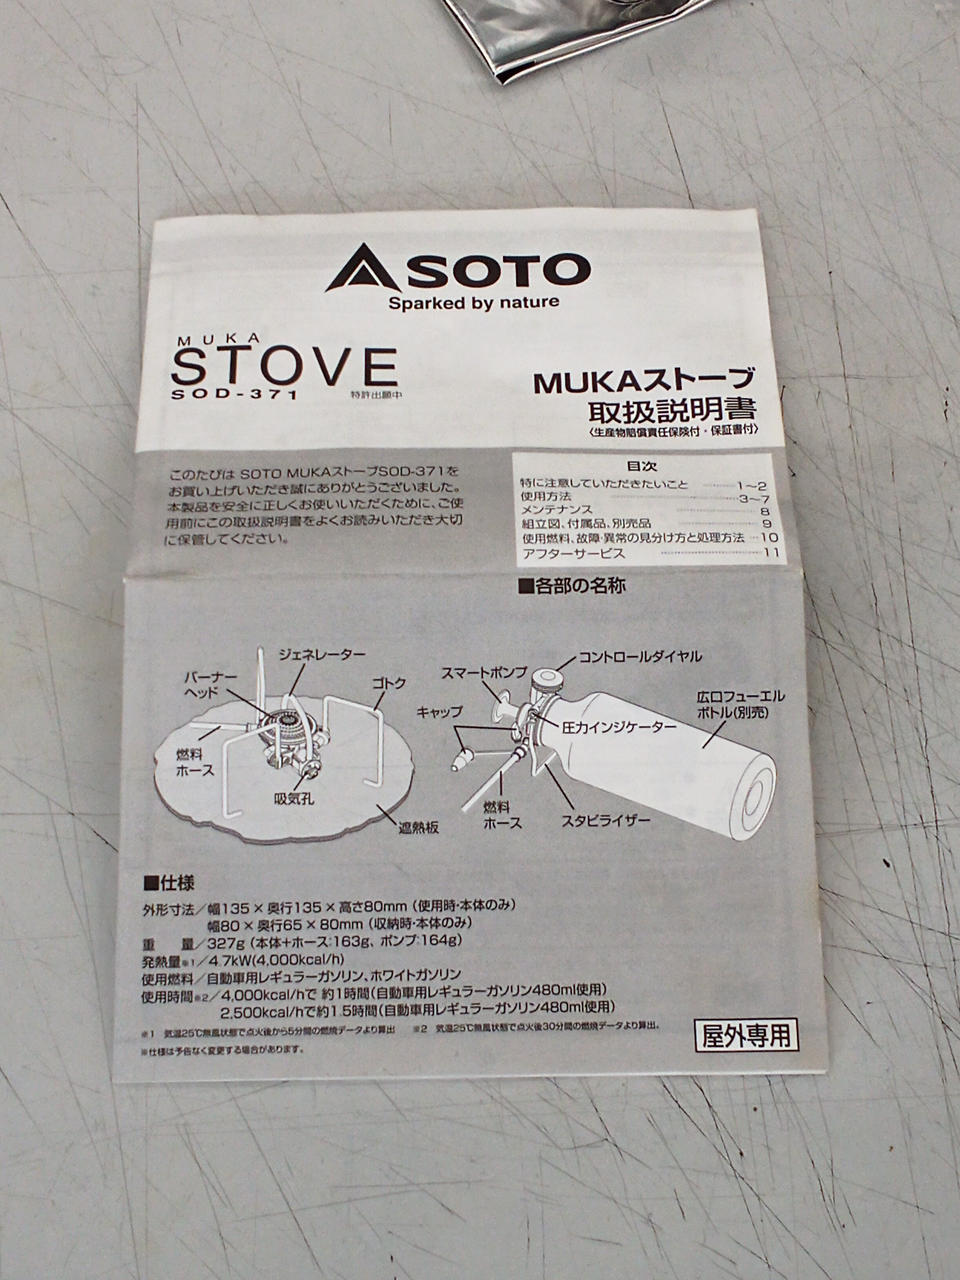 SOTO
Sparked by nature
MUKA
STOVE
SOD-371
特許出願中
MUKAストーブ
取扱説明書
〈生産物賠償責任保険付・保証書付〉
このたびは SOTO MUKAストーブSOD-371を
お買い上げいただき誠にありがとうございました。
本製品を安全に正しくお使いいただくために、ご使
用前にこの取扱説明書をよくお読みいただき大切
に保管してください。
目次
特に注意していただきたいこと ………1～2
使用方法 ………3～7
メンテナンス ………8
組立図、付属品、別売品 ………9
使用燃料、故障・異常の見分け方と処理方法 …10
アフターサービス ………11
■各部の名称
ジェネレーター
バーナー
ヘッド
ゴトク
燃料
ホース
吸気孔
遮熱板
コントロールダイヤル
スマートポンプ
キャップ
広口フューエル
ボトル(別売)
圧力インジケーター
燃料
ホース
スタビライザー
■仕様
外形寸法／幅135×奥行135×高さ80mm（使用時・本体のみ）
幅80×奥行65×80mm（収納時・本体のみ）
重　量／327g（本体+ホース:163g、ポンプ:164g）
発熱量※1／4.7kW(4,000kcal/h)
使用燃料／自動車用レギュラーガソリン、ホワイトガソリン
使用時間※2／4,000kcal/hで 約1時間（自動車用レギュラーガソリン480ml使用）
2,500kcal/hで約1.5時間（自動車用レギュラーガソリン480ml使用）
※1　気温25℃無風状態で点火後から5分間の燃焼データより算出　※2　気温25℃無風状態で点火後30分間の燃焼データより算出。
※仕様は予告なく変更する場合があります。
屋外専用